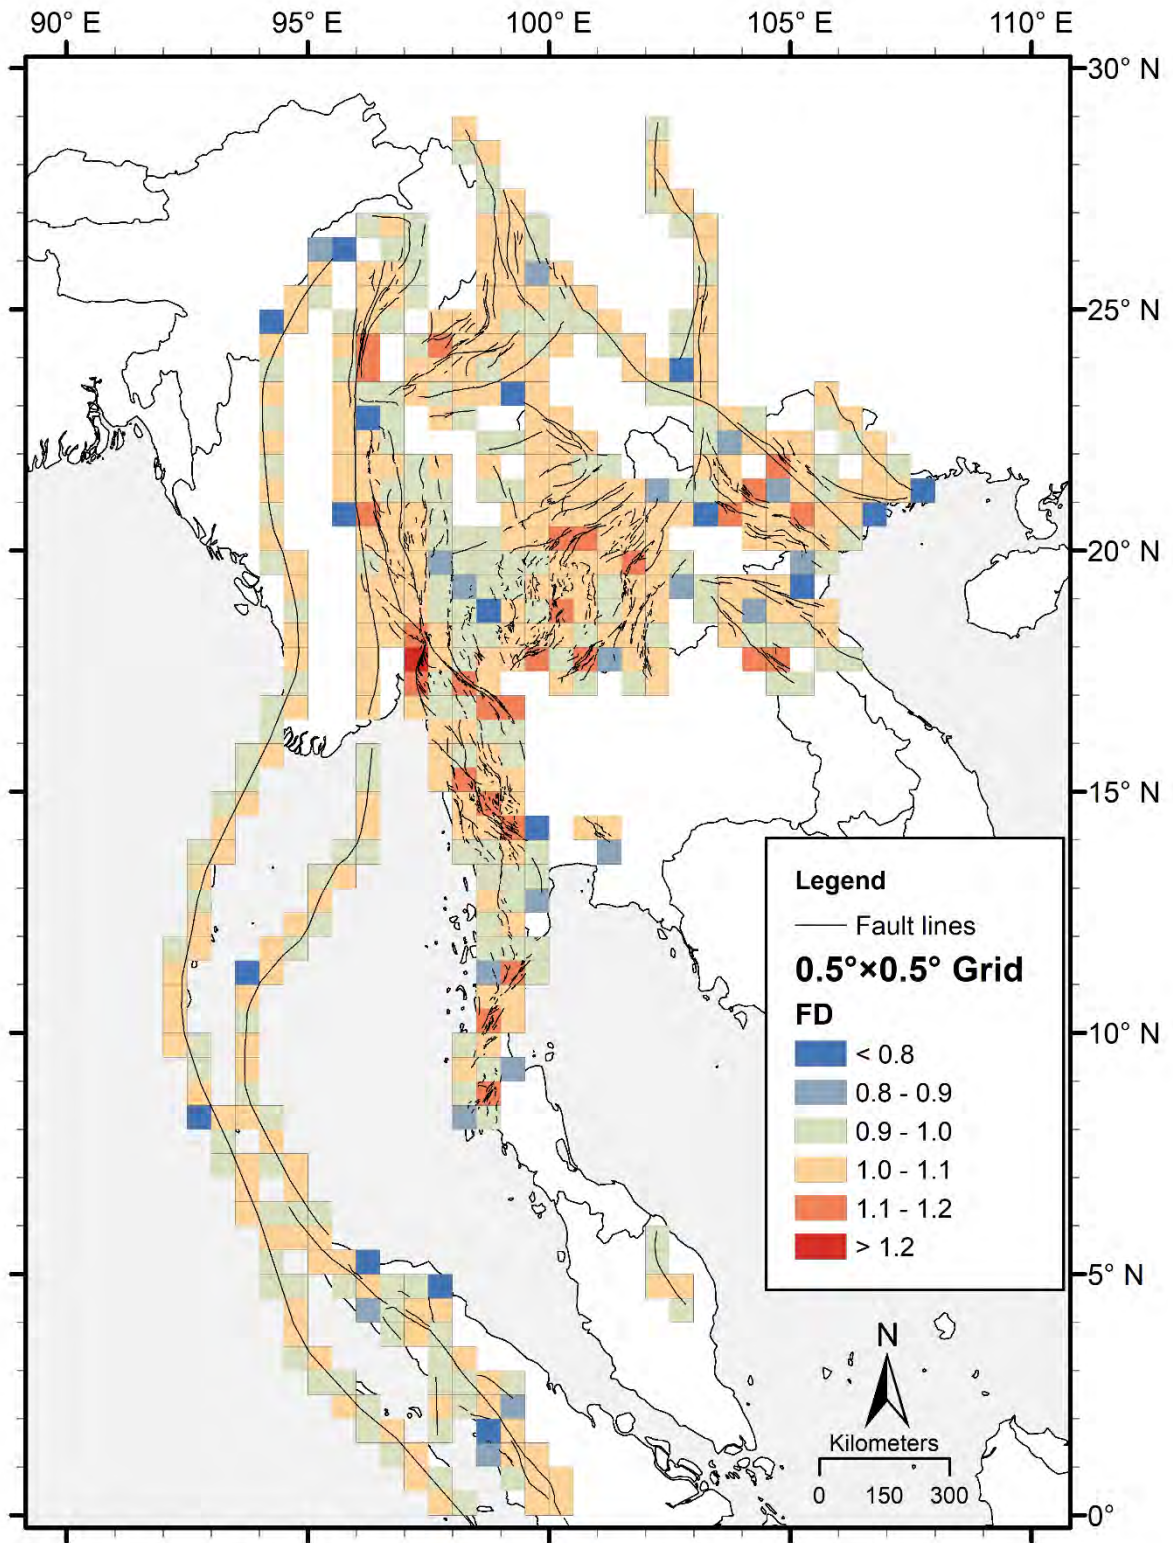 90° E 95° E 100° E 105° E 110° E
30° N
25° N
20° N
15° N
Legend
Fault lines
0.5°×0.5° Grid
FD
< 0.8
0.8 - 0.9
0.9 - 1.0
1.0 - 1.1
1.1 - 1.2
> 1.2
10° N
5° N
N
Kilometers
0 150 300
0°